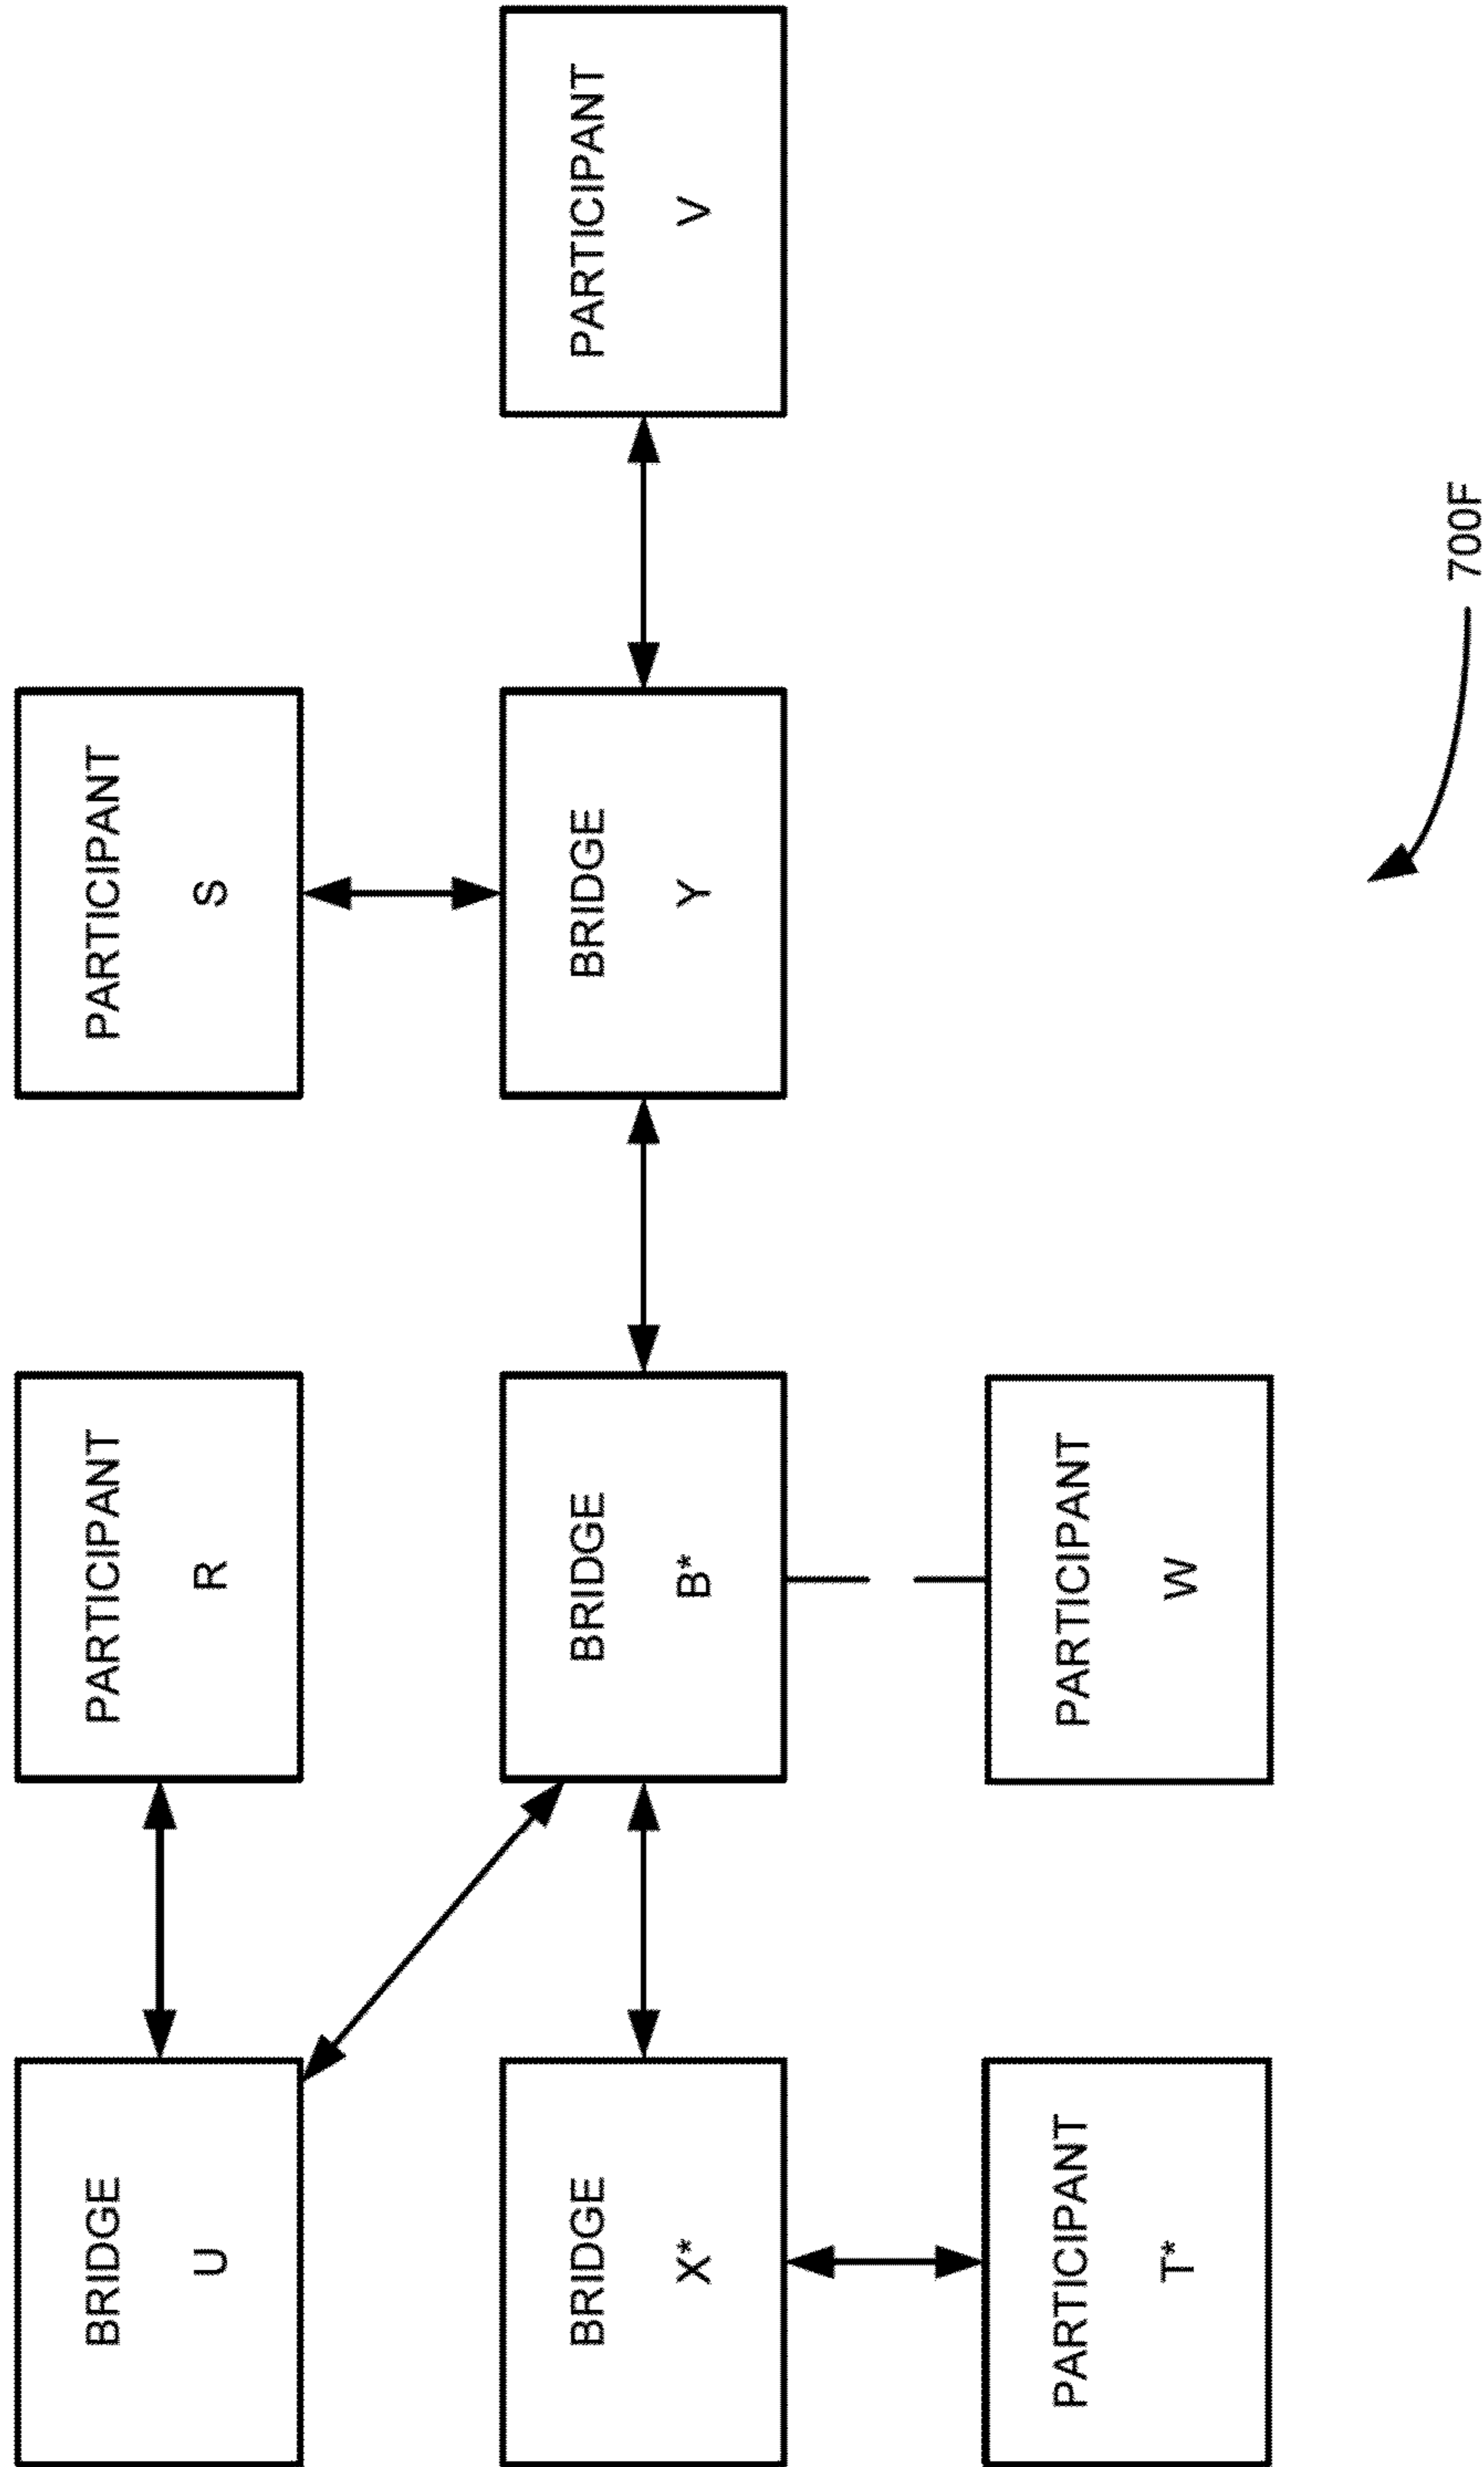 BRIDGE
U
PARTICIPANT
R
PARTICIPANT
S
BRIDGE
X*
BRIDGE
B*
BRIDGE
Y
PARTICIPANT
V
PARTICIPANT
T*
PARTICIPANT
W
700F